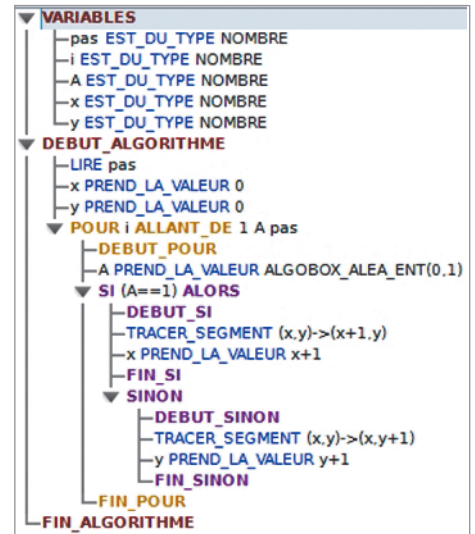 VARIABLES
pas EST_DU_TYPE NOMBRE
i EST_DU_TYPE NOMBRE
A EST_DU_TYPE NOMBRE
x EST_DU_TYPE NOMBRE
y EST_DU_TYPE NOMBRE
DEBUT_ALGORITHME
LIRE pas
x PREND_LA_VALEUR 0
y PREND_LA_VALEUR 0
POUR i ALLANT_DE 1 A pas
DEBUT_POUR
A PREND_LA_VALEUR ALGOBOX_ALEA_ENT(0,1)
SI (A==1) ALORS
DEBUT_SI
TRACER_SEGMENT (x,y)->(x+1,y)
x PREND_LA_VALEUR x+1
FIN_SI
SINON
DEBUT_SINON
TRACER_SEGMENT (x,y)->(x,y+1)
y PREND_LA_VALEUR y+1
FIN_SINON
FIN_POUR
FIN_ALGORITHME